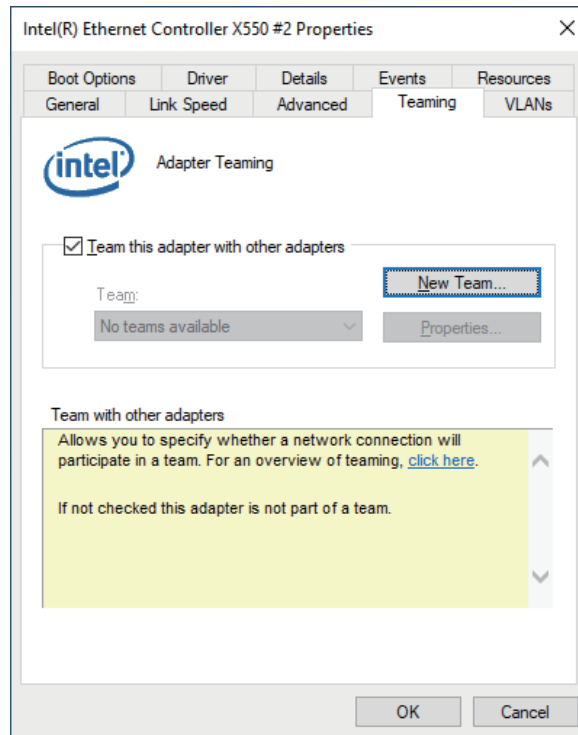 Intel(R) Ethernet Controller X550 #2 Properties
Boot Options Driver Details Events Resources
General Link Speed Advanced Teaming VLANs
intel
Adapter Teaming
Team this adapter with other adapters
New Team...
Team:
No teams available
Properties...
Team with other adapters
Allows you to specify whether a network connection will
participate in a team. For an overview of teaming, click here.
If not checked this adapter is not part of a team.
OK Cancel